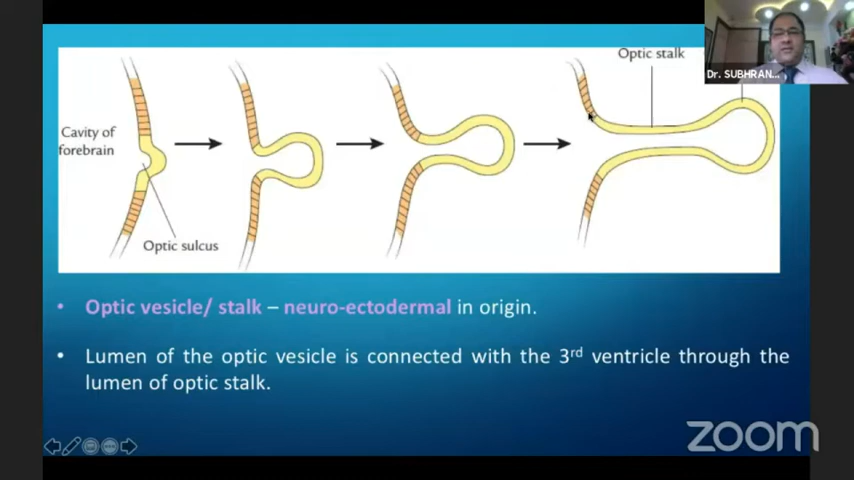 Optic stalk
Dr. SUBHRAN...
Cavity of
forebrain
Optic sulcus
• Optic vesicle/ stalk – neuro-ectodermal in origin.
• Lumen of the optic vesicle is connected with the 3rd ventricle through the
lumen of optic stalk.
zoom